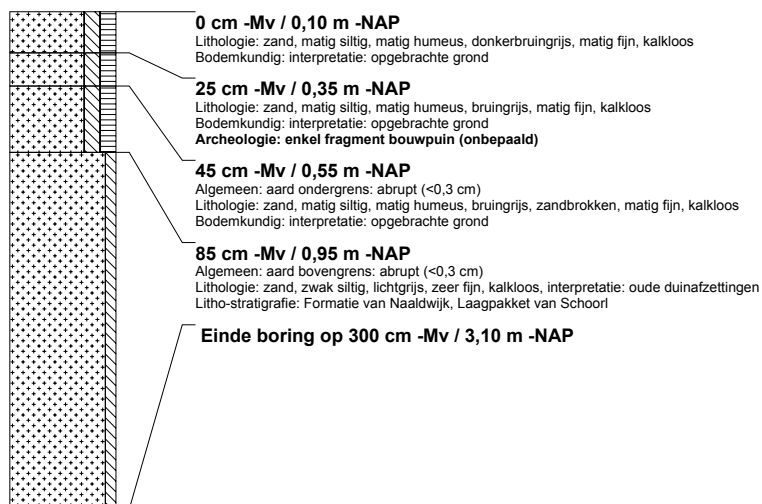 0 cm -Mv / 0,10 m -NAP
Lithologie: zand, matig siltig, matig humeus, donkerbruingrijs, matig fijn, kalkloos
Bodemkundig: interpretatie: opgebrachte grond
25 cm -Mv / 0,35 m -NAP
Lithologie: zand, matig siltig, matig humeus, bruingrijs, matig fijn, kalkloos
Bodemkundig: interpretatie: opgebrachte grond
Archeologie: enkel fragment bouwpuin (onbepaald)
45 cm -Mv / 0,55 m -NAP
Algemeen: aard ondergrens: abrupt (<0,3 cm)
Lithologie: zand, matig siltig, matig humeus, bruingrijs, zandbrokken, matig fijn, kalkloos
Bodemkundig: interpretatie: opgebrachte grond
85 cm -Mv / 0,95 m -NAP
Algemeen: aard bovengrens: abrupt (<0,3 cm)
Lithologie: zand, zwak siltig, lichtgrijs, zeer fijn, kalkloos, interpretatie: oude duinafzettingen
Litho-stratigrafie: Formatie van Naaldwijk, Laagpakket van Schoorl
Einde boring op 300 cm -Mv / 3,10 m -NAP